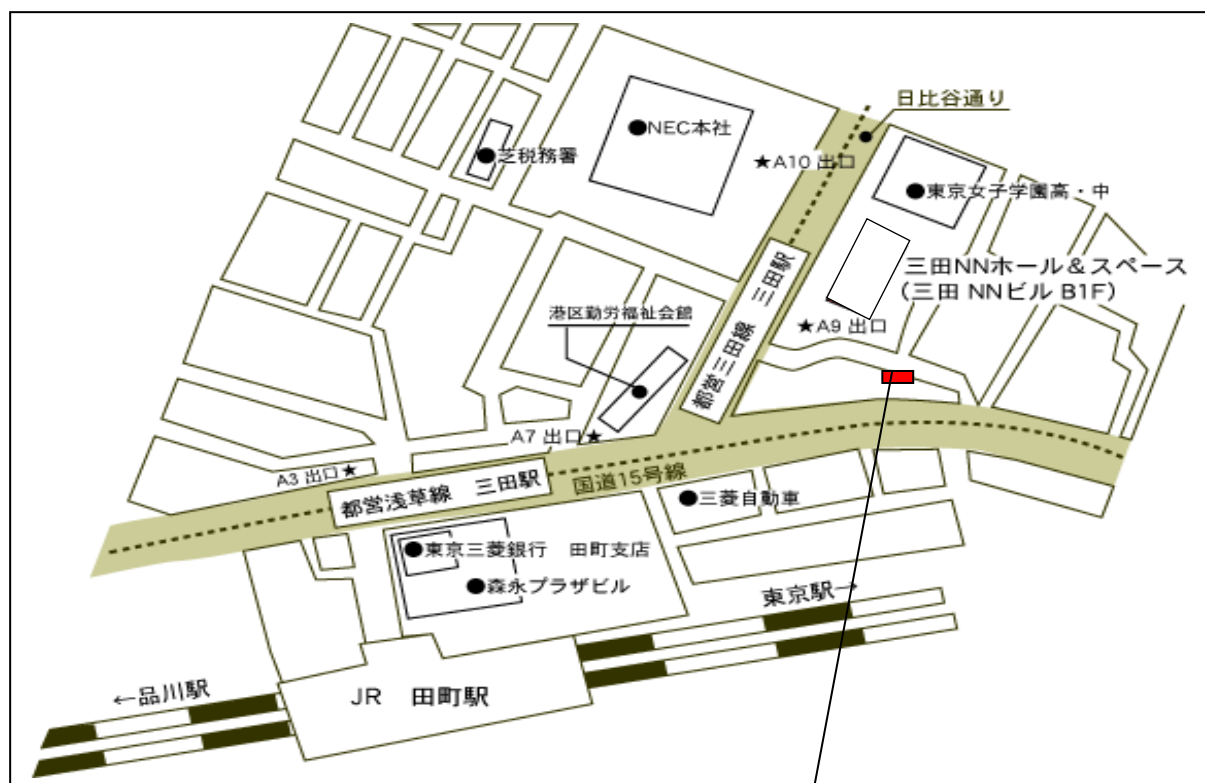 日比谷通り
●NEC本社
●芝税務署
★A10 出口
●東京女子学園高・中
三田NNホール＆スペース
（三田 NNビル B1F）
★A9 出口
都営三田線　三田駅
港区勤労福祉会館
A7 出口★
A3 出口★
都営浅草線　三田駅
国道15号線
●三菱自動車
●東京三菱銀行　田町支店
●森永プラザビル
東京駅→
←品川駅
JR　田町駅